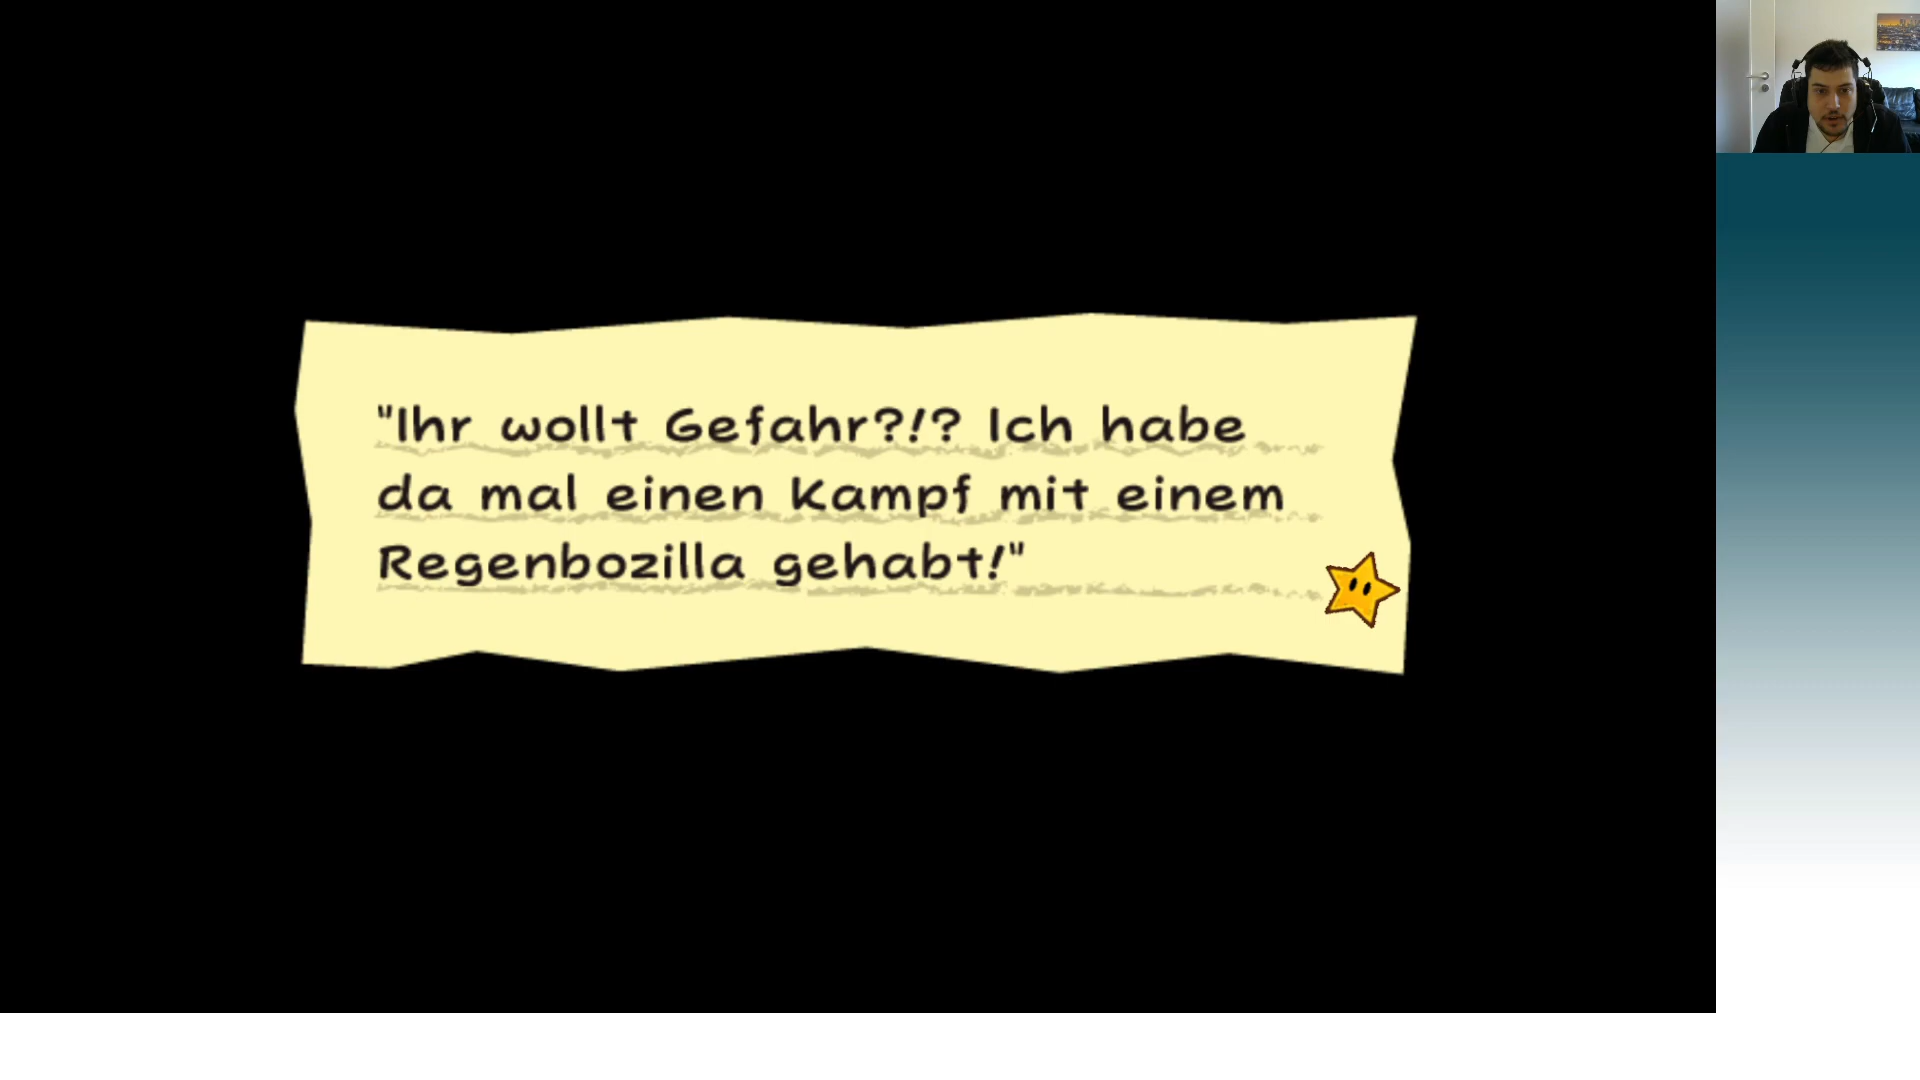 "Ihr wollt Gefahr?!? Ich habe
da mal einen Kampf mit einem
Regenbozilla gehabt!"